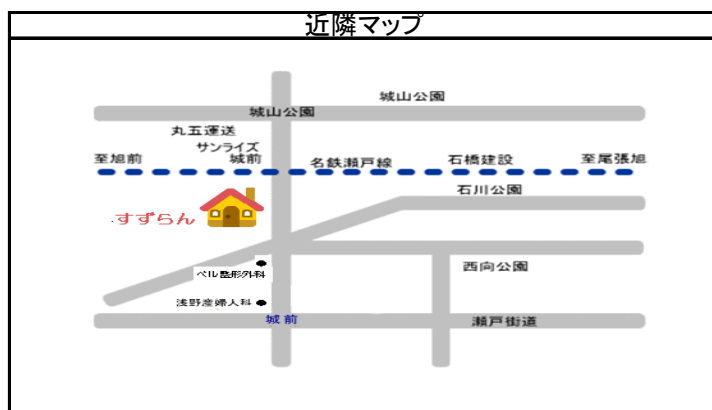 近隣マップ
城山公園
城山公園
丸五運送
サンライズ
城前
至旭前
名鉄瀬戸線
石橋建設
至尾張旭
石川公園
すずらん
西向公園
ベル整形外科
浅野産婦人科
城前
瀬戸街道